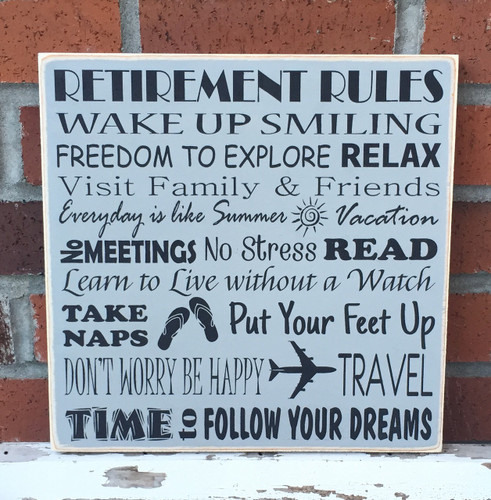 RETIREMENT RULES
WAKE UP SMILING
FREEDOM TO EXPLORE RELAX
Visit Family & Friends
Everyday is like Summer Vacation
NO MEETINGS No Stress READ
Learn to Live without a Watch
TAKE NAPS Put Your Feet Up
DON'T WORRY BE HAPPY TRAVEL
TIME to FOLLOW YOUR DREAMS